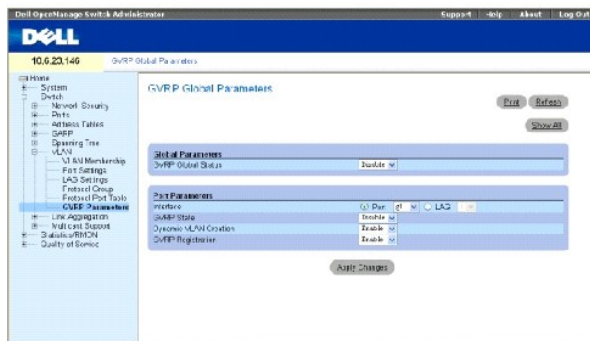 Dell OpenManage Switch Administrator
Support Help About Log Out
DELL
10.6.23.146
GVRP Global Parameters
Home
System
Switch
Network Security
Ports
Address Tables
GARP
Spanning Tree
VLAN
VLAN Membership
Port Settings
LAG Settings
Protocol Group
Protocol Port Table
GVRP Parameters
Link Aggregation
Multicast Support
Statistics/RMON
Quality of Service
GVRP Global Parameters
Print Refresh
Show All
Global Parameters
GVRP Global Status Disable
Port Parameters
Interface Port g1 LAG
GVRP State Disable
Dynamic VLAN Creation Enable
GVRP Registration Enable
Apply Changes